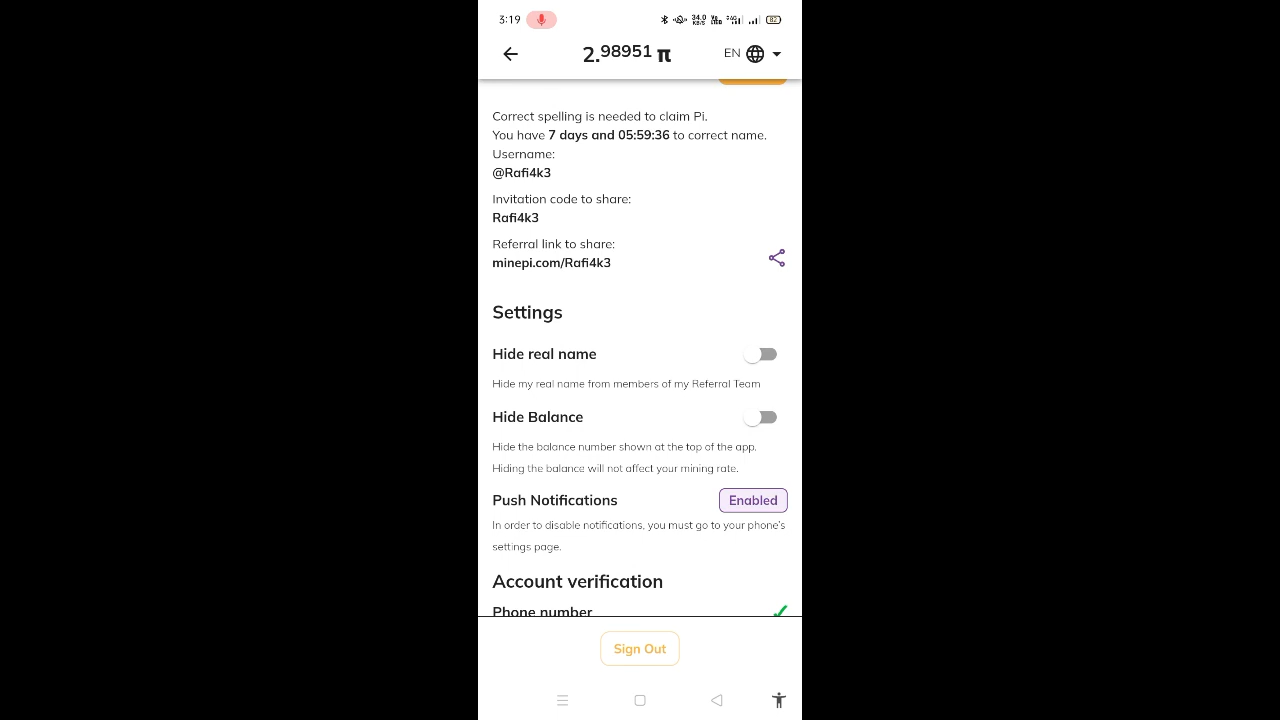 3:19 34.0 KB/S 82
2.98951 π EN
Correct spelling is needed to claim Pi.
You have 7 days and 05:59:36 to correct name.
Username:
@Rafi4k3
Invitation code to share:
Rafi4k3
Referral link to share:
minepi.com/Rafi4k3
Settings
Hide real name
Hide my real name from members of my Referral Team
Hide Balance
Hide the balance number shown at the top of the app.
Hiding the balance will not affect your mining rate.
Push Notifications Enabled
In order to disable notifications, you must go to your phone's
settings page.
Account verification
Phone number
Sign Out